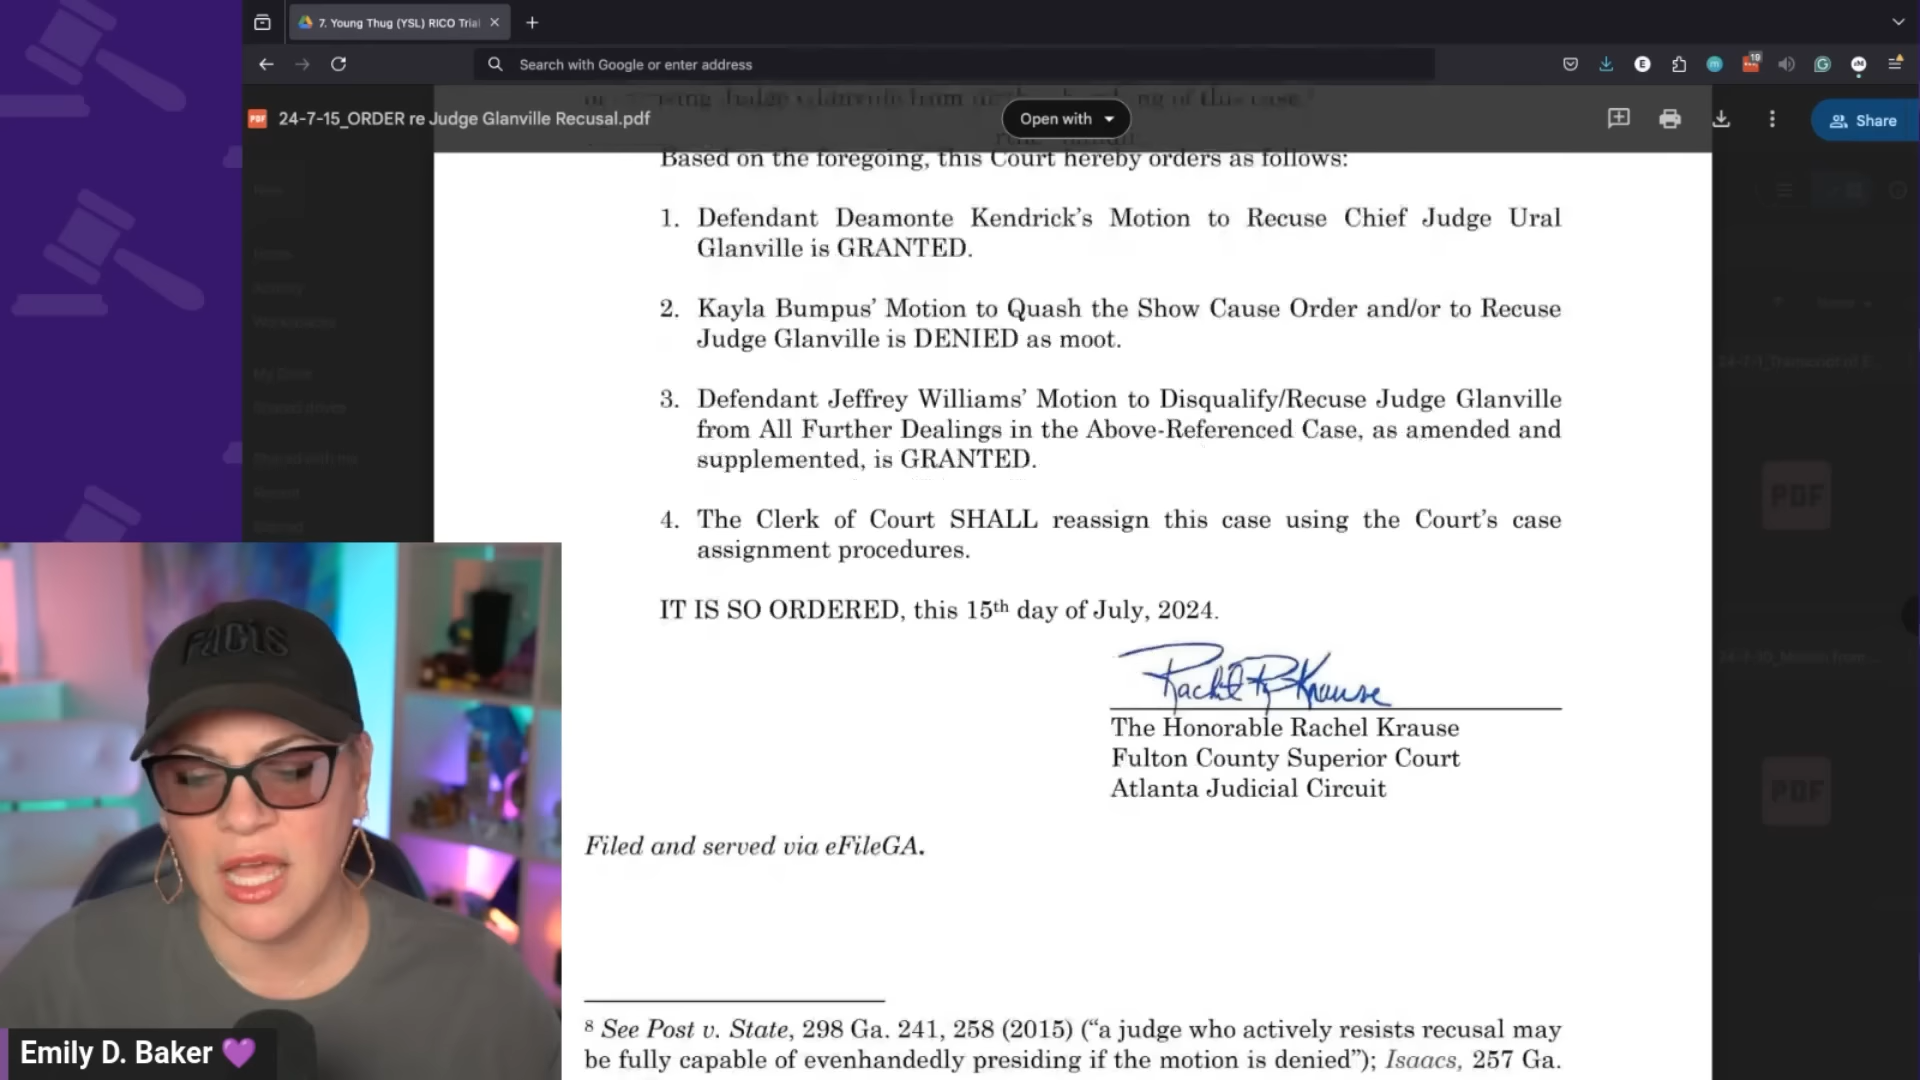 7. Young Thug (YSL) RICO Trial
Search with Google or enter address
19
24-7-15_ORDER re Judge Glanville Recusal.pdf
Open with
Share
Based on the foregoing, this Court hereby orders as follows:
1. Defendant Deamonte Kendrick's Motion to Recuse Chief Judge Ural
Glanville is GRANTED.
2. Kayla Bumpus' Motion to Quash the Show Cause Order and/or to Recuse
Judge Glanville is DENIED as moot.
3. Defendant Jeffrey Williams' Motion to Disqualify/Recuse Judge Glanville
from All Further Dealings in the Above-Referenced Case, as amended and
supplemented, is GRANTED.
4. The Clerk of Court SHALL reassign this case using the Court's case
assignment procedures.
IT IS SO ORDERED, this 15th day of July, 2024.
The Honorable Rachel Krause
Fulton County Superior Court
Atlanta Judicial Circuit
Filed and served via eFileGA.
8 See Post v. State, 298 Ga. 241, 258 (2015) ("a judge who actively resists recusal may
be fully capable of evenhandedly presiding if the motion is denied"); Isaacs, 257 Ga.
FACTS
Emily D. Baker 💜
PDF
PDF